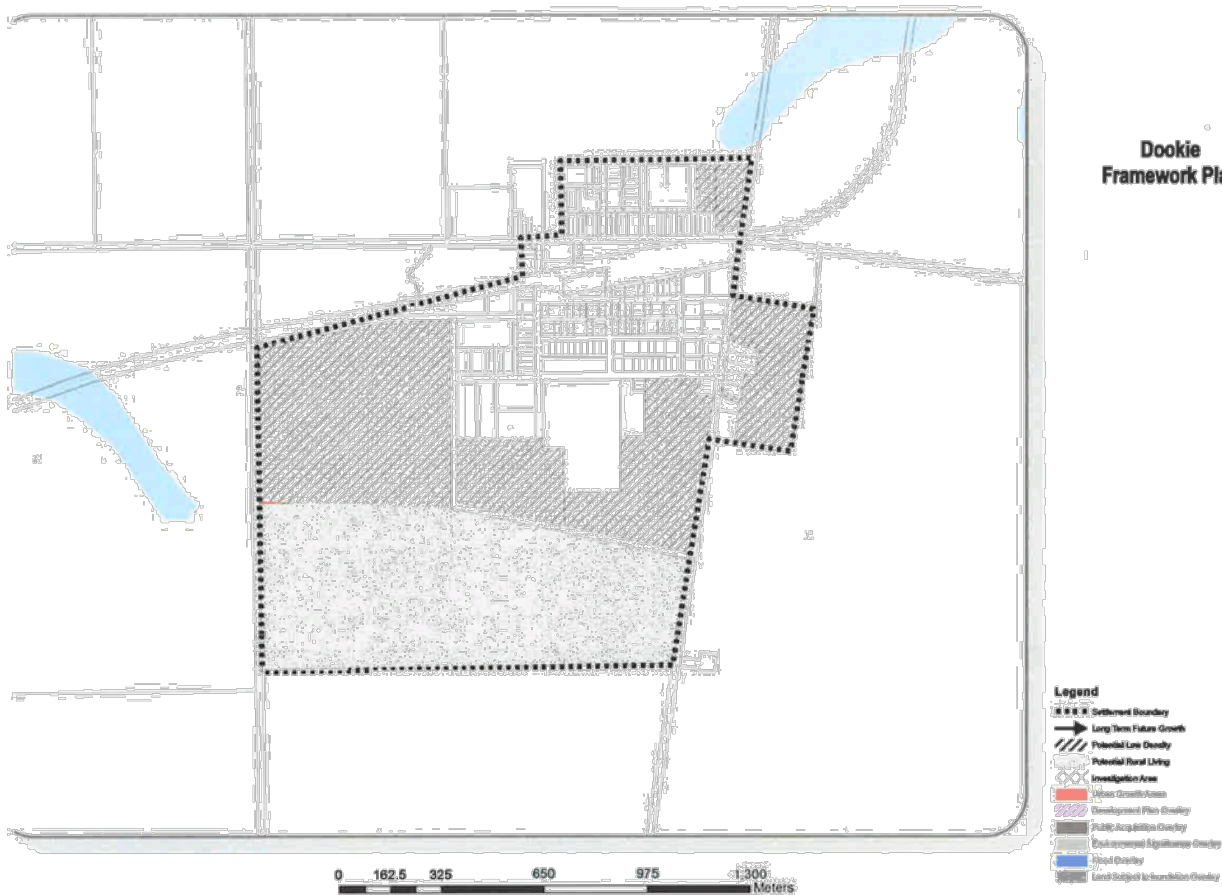 Dookie
Framework Pla
Legend
Settlement Boundary
Long Term Future Growth
Potential Low Density
Potential Rural Living
Investigation Area
Urban Growth Areas
Development Plan Overlay
Public Acquisition Overlay
Environmental Significance Overlay
Flood Overlay
Land Subject to Inundation Overlay
0 162.5 325 650 975 1,300
Meters